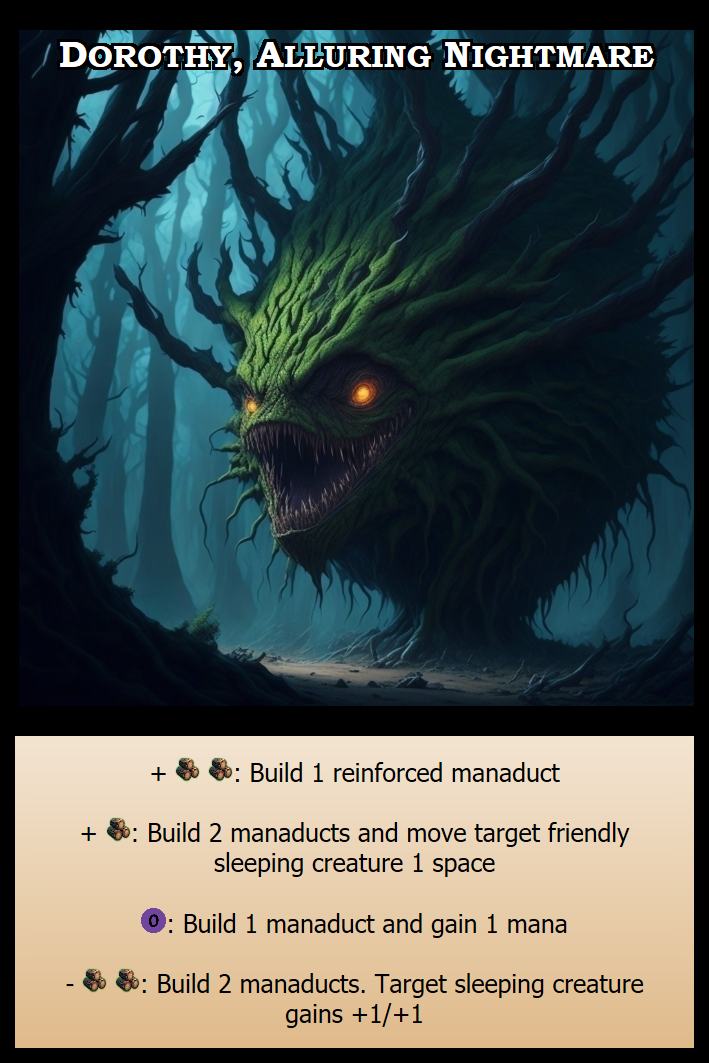 Dorothy, Alluring Nightmare
+ : Build 1 reinforced manaduct
+ : Build 2 manaducts and move target friendly
sleeping creature 1 space
0: Build 1 manaduct and gain 1 mana
- : Build 2 manaducts. Target sleeping creature
gains +1/+1